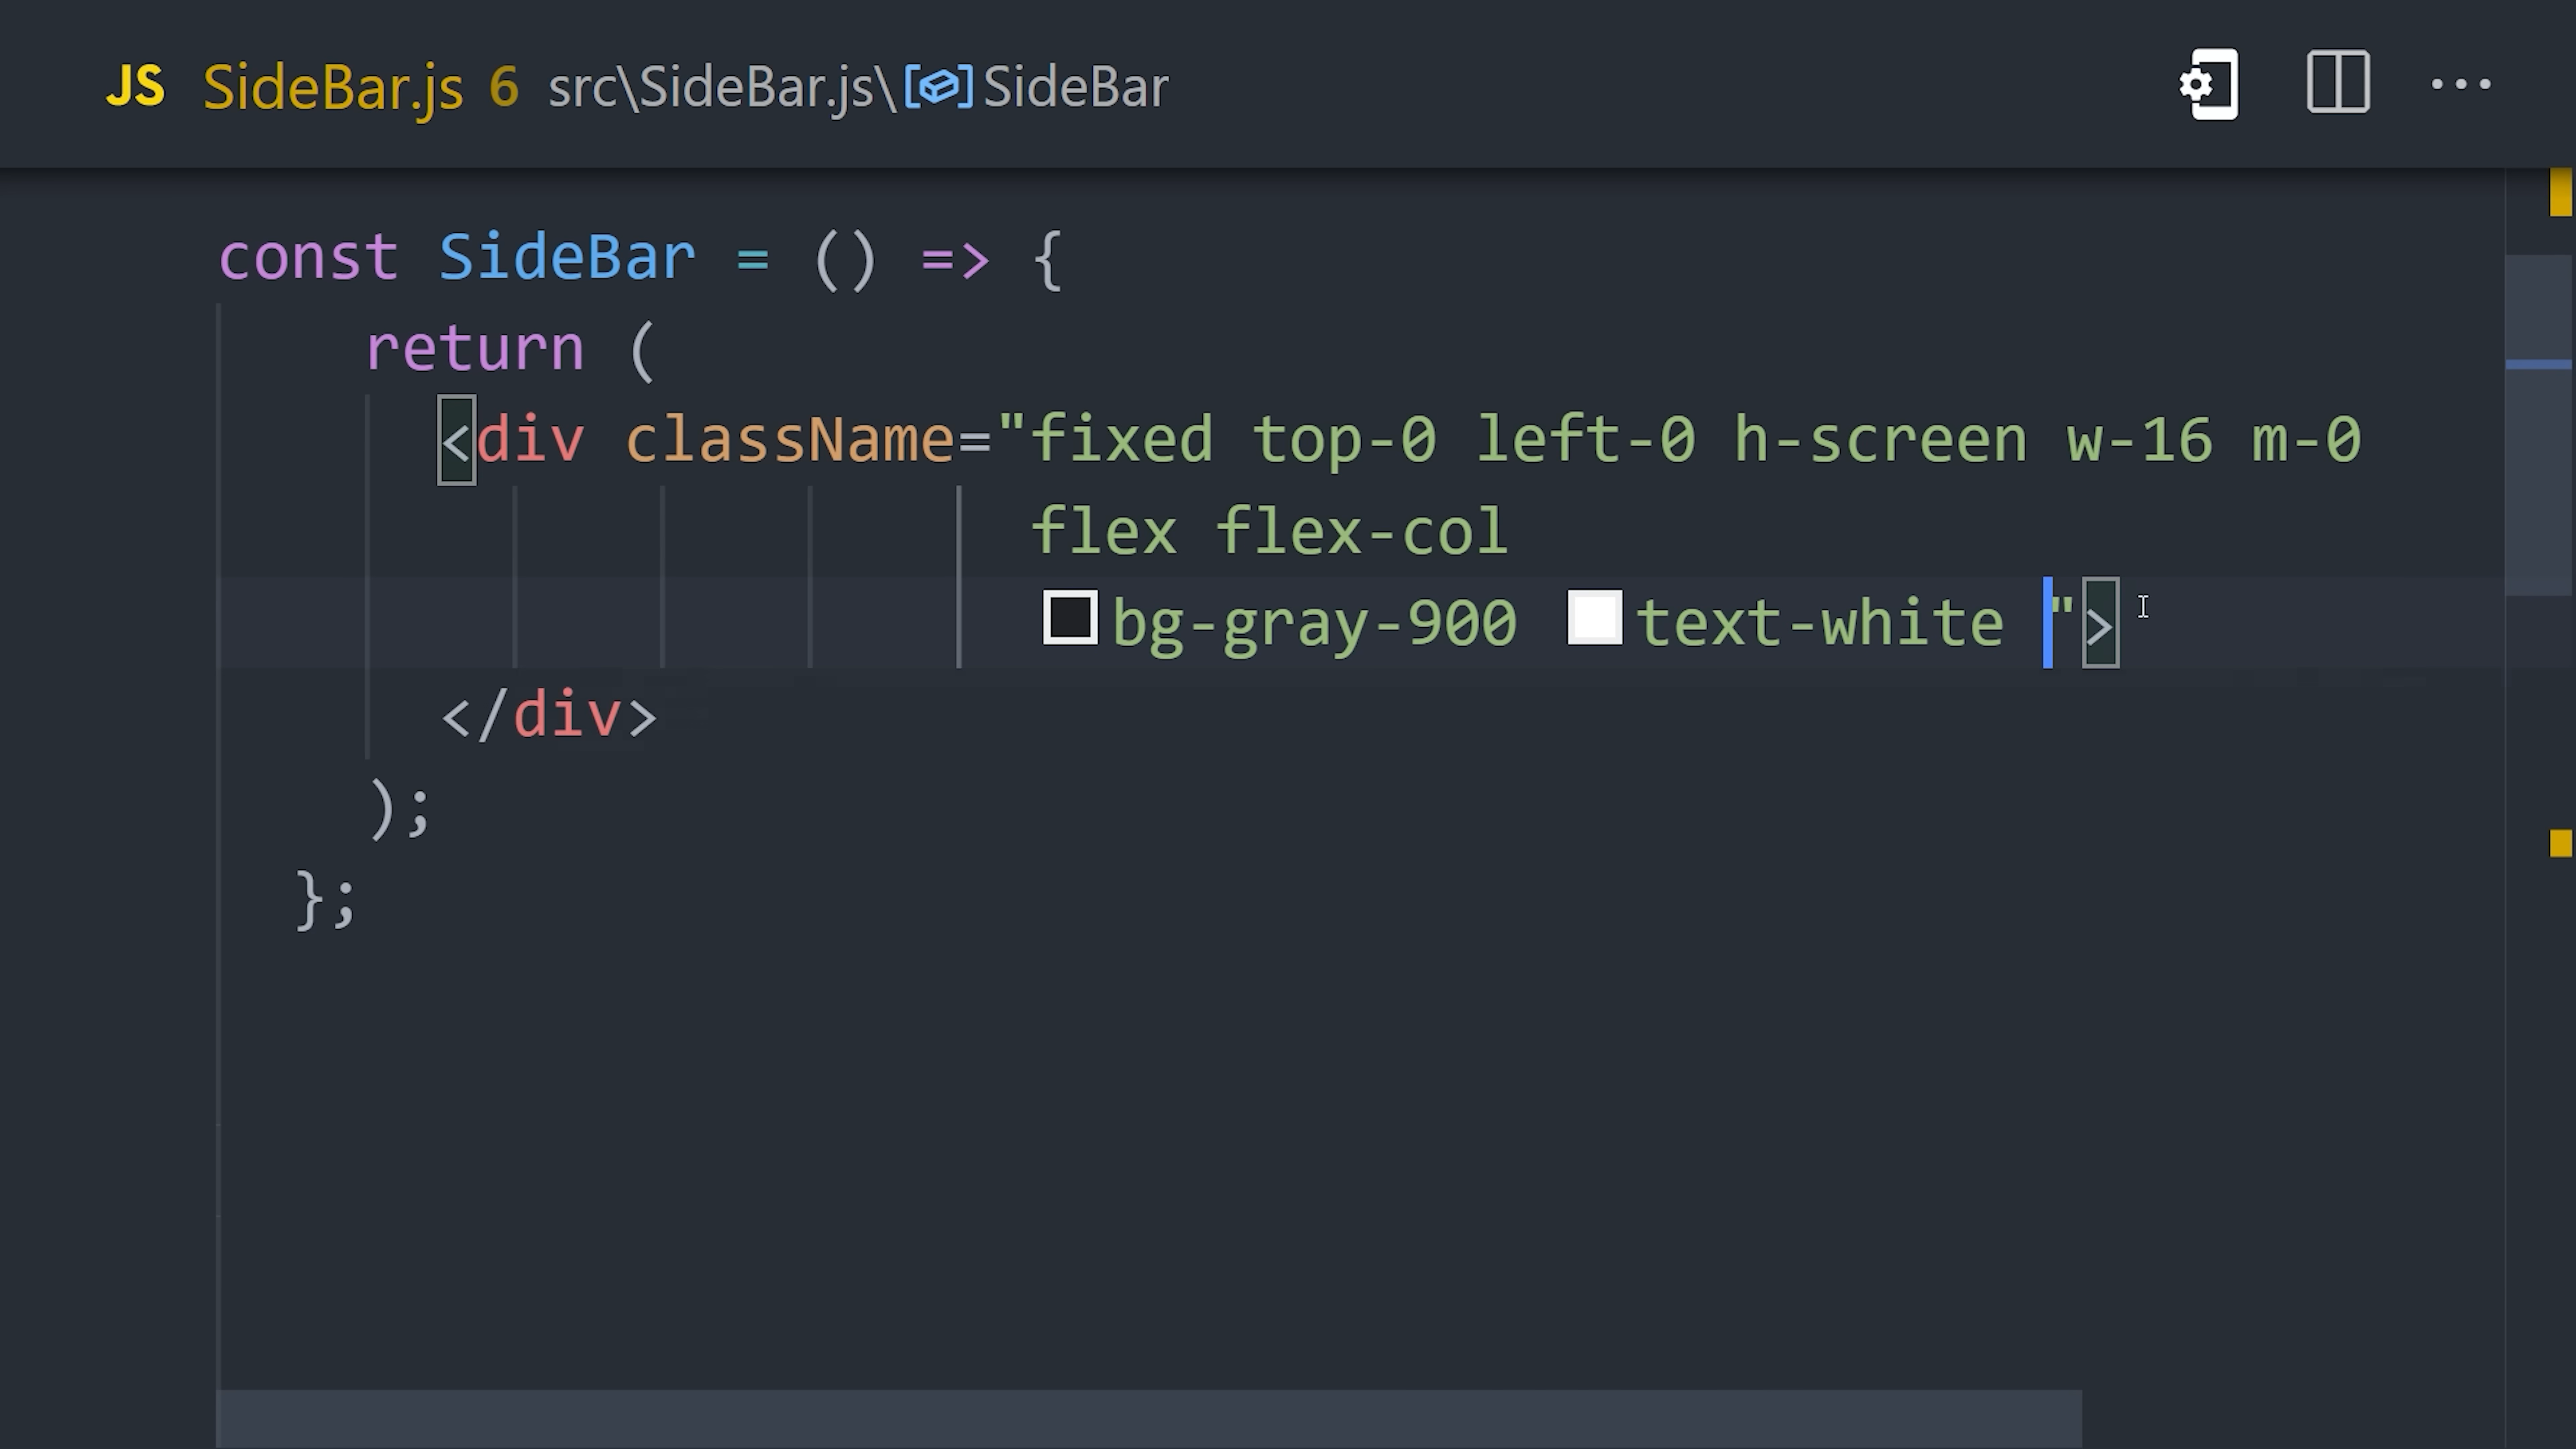 JS SideBar.js 6 src\SideBar.js\SideBar
const SideBar = () => {
return (
<div className="fixed top-0 left-0 h-screen w-16 m-0
flex flex-col
bg-gray-900 text-white ">
</div>
);
};